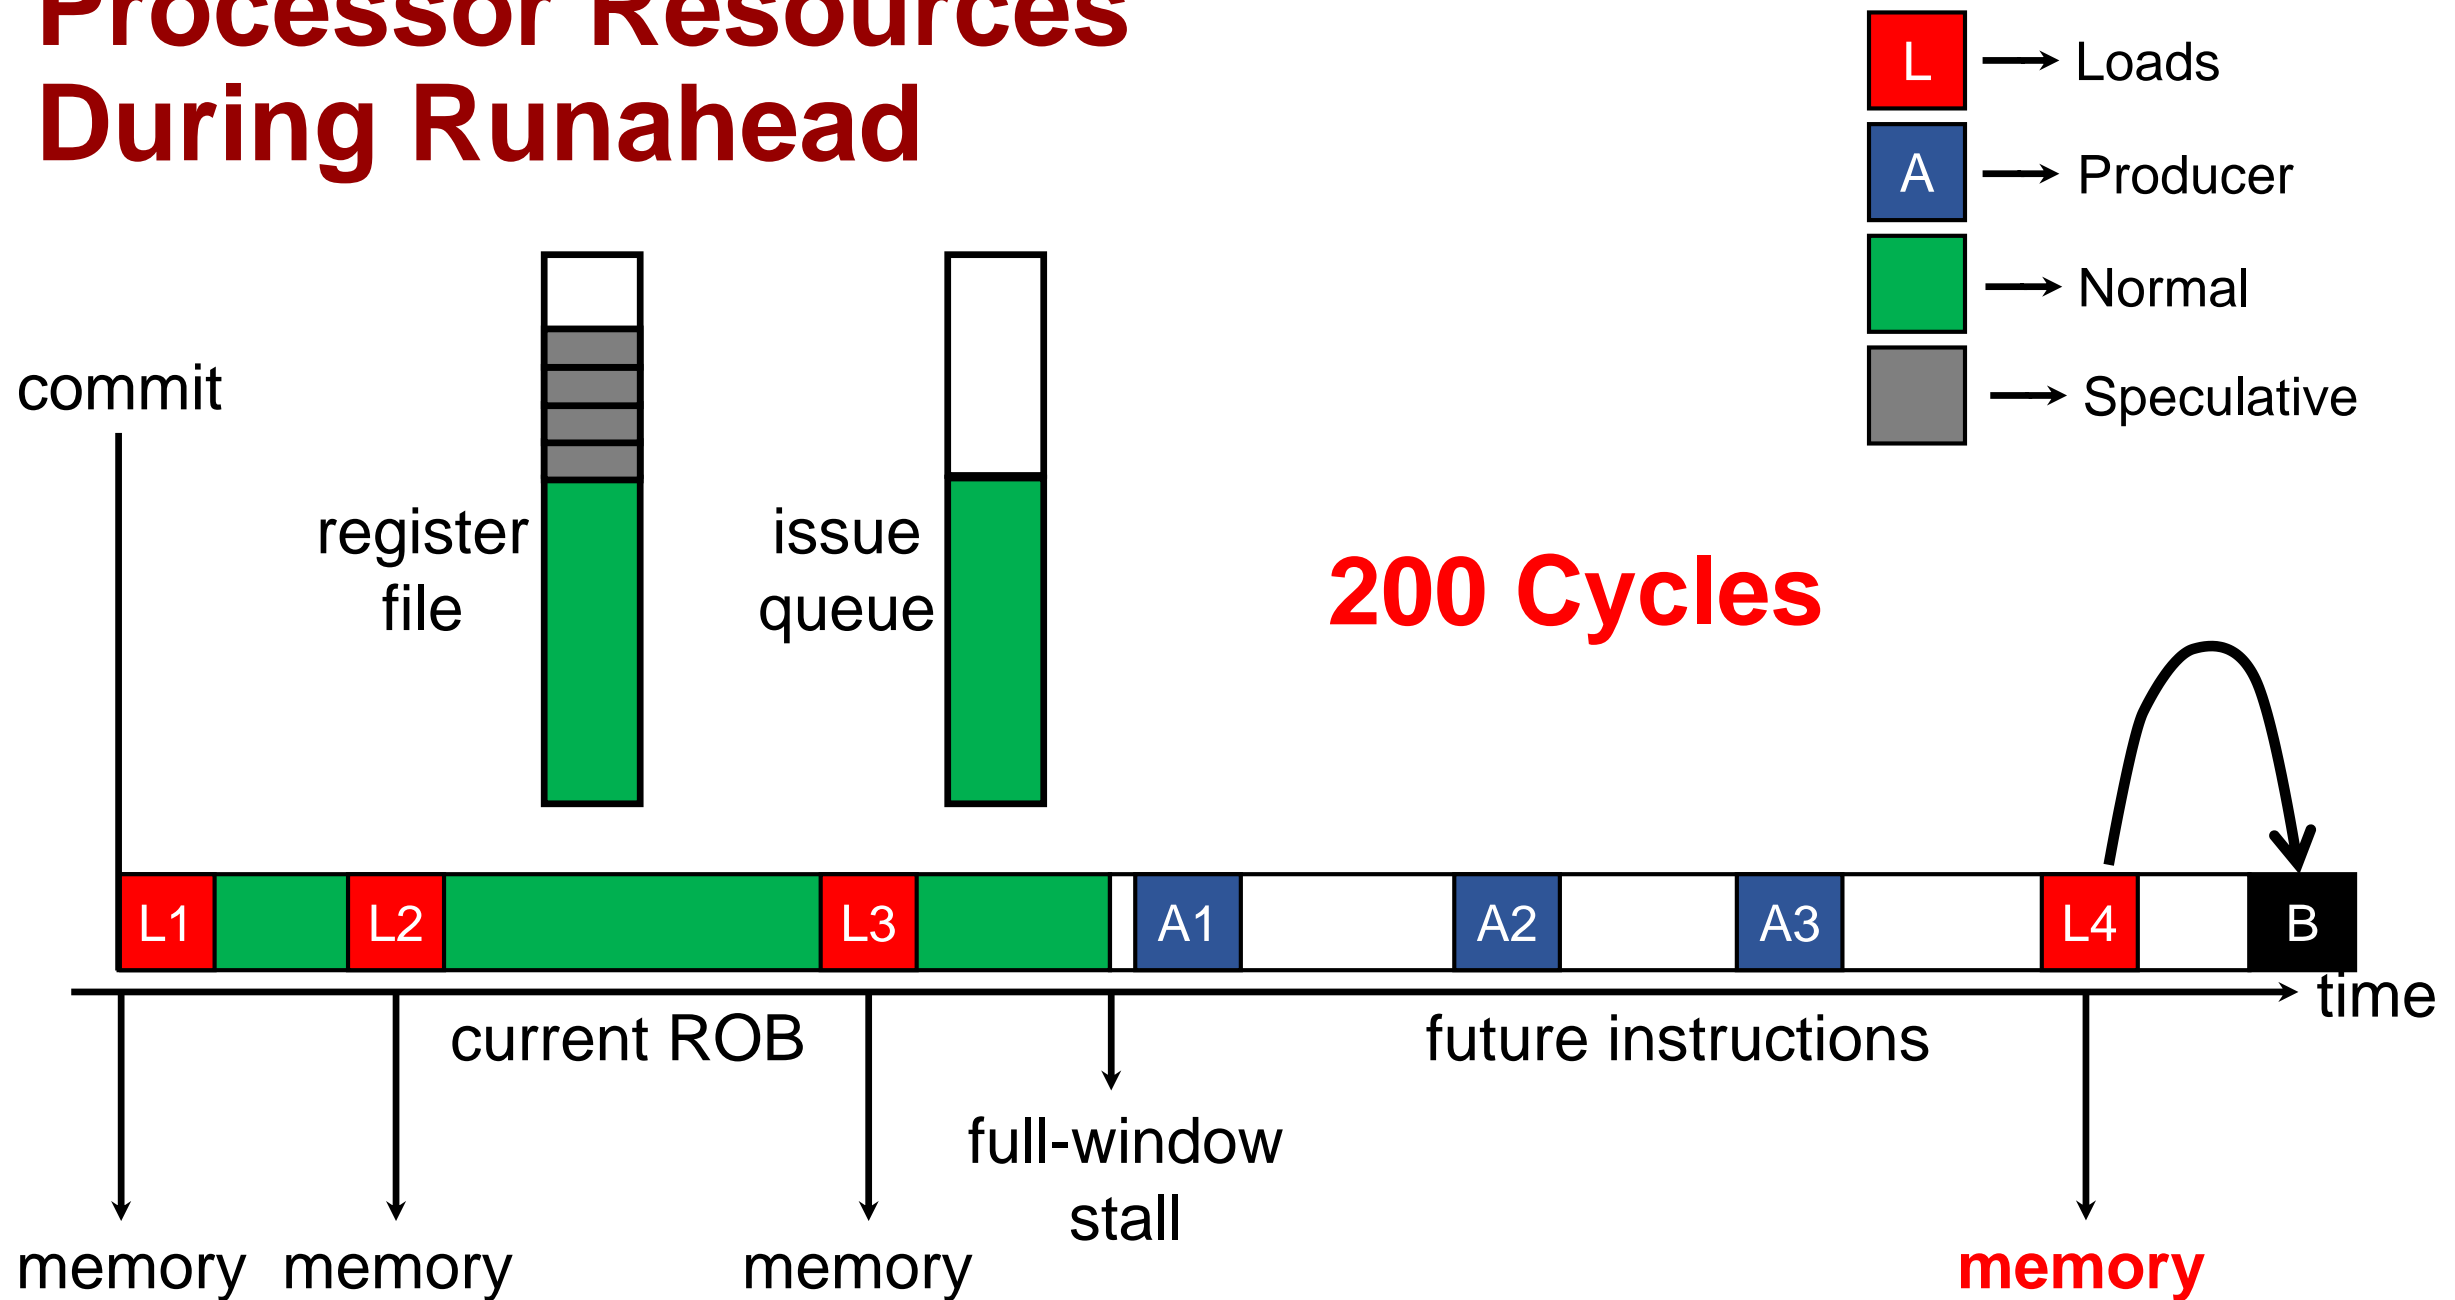 Processor Resources
During Runahead
L → Loads
A → Producer
→ Normal
→ Speculative
commit
register
file
issue
queue
200 Cycles
L1 L2 L3 A1 A2 A3 L4 B
time
current ROB
future instructions
full-window
stall
memory memory memory memory